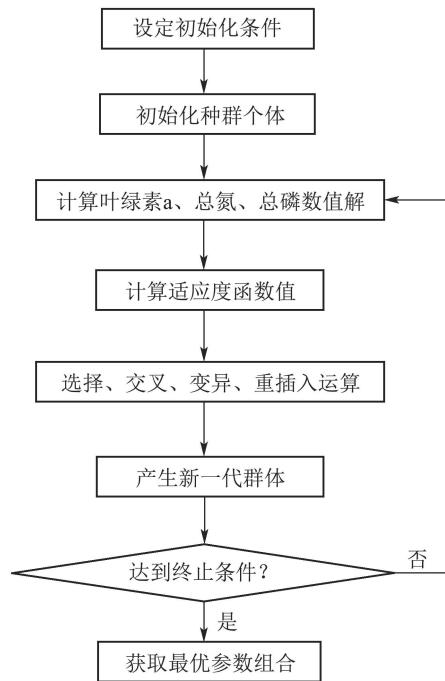 设定初始化条件
初始化种群个体
计算叶绿素a、总氮、总磷数值解
计算适应度函数值
选择、交叉、变异、重插入运算
产生新一代群体
达到终止条件?
否
是
获取最优参数组合